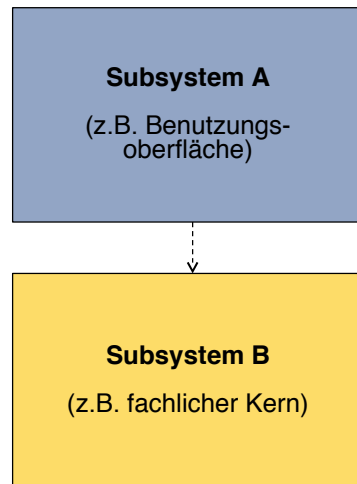 Subsystem A
(z.B. Benutzungs-
oberfläche)
Subsystem B
(z.B. fachlicher Kern)